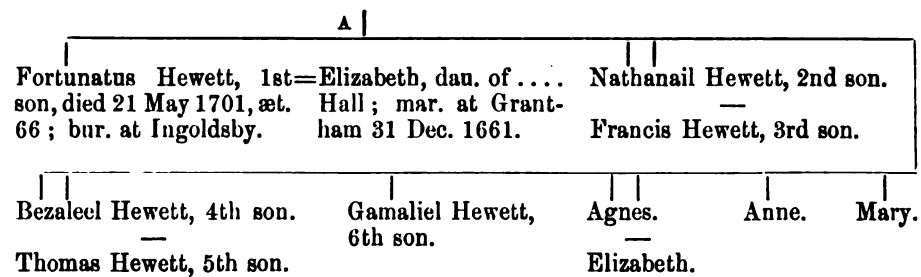 A
Fortunatus Hewett, 1st=Elizabeth, dau. of .... Nathanail Hewett, 2nd son.
son, died 21 May 1701, æt. Hall ; mar. at Grant- —
66 ; bur. at Ingoldsby. ham 31 Dec. 1661. Francis Hewett, 3rd son.
Bezaleel Hewett, 4th son. Gamaliel Hewett, Agnes. Anne. Mary.
— 6th son. —
Thomas Hewett, 5th son. Elizabeth.